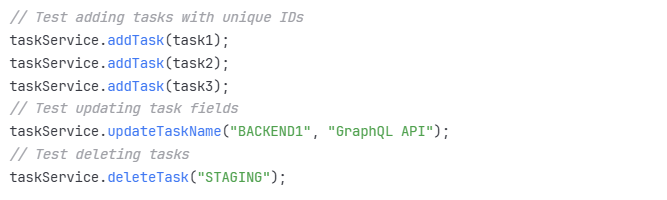 // Test adding tasks with unique IDs
taskService.addTask(task1);
taskService.addTask(task2);
taskService.addTask(task3);
// Test updating task fields
taskService.updateTaskName("BACKEND1", "GraphQL API");
// Test deleting tasks
taskService.deleteTask("STAGING");